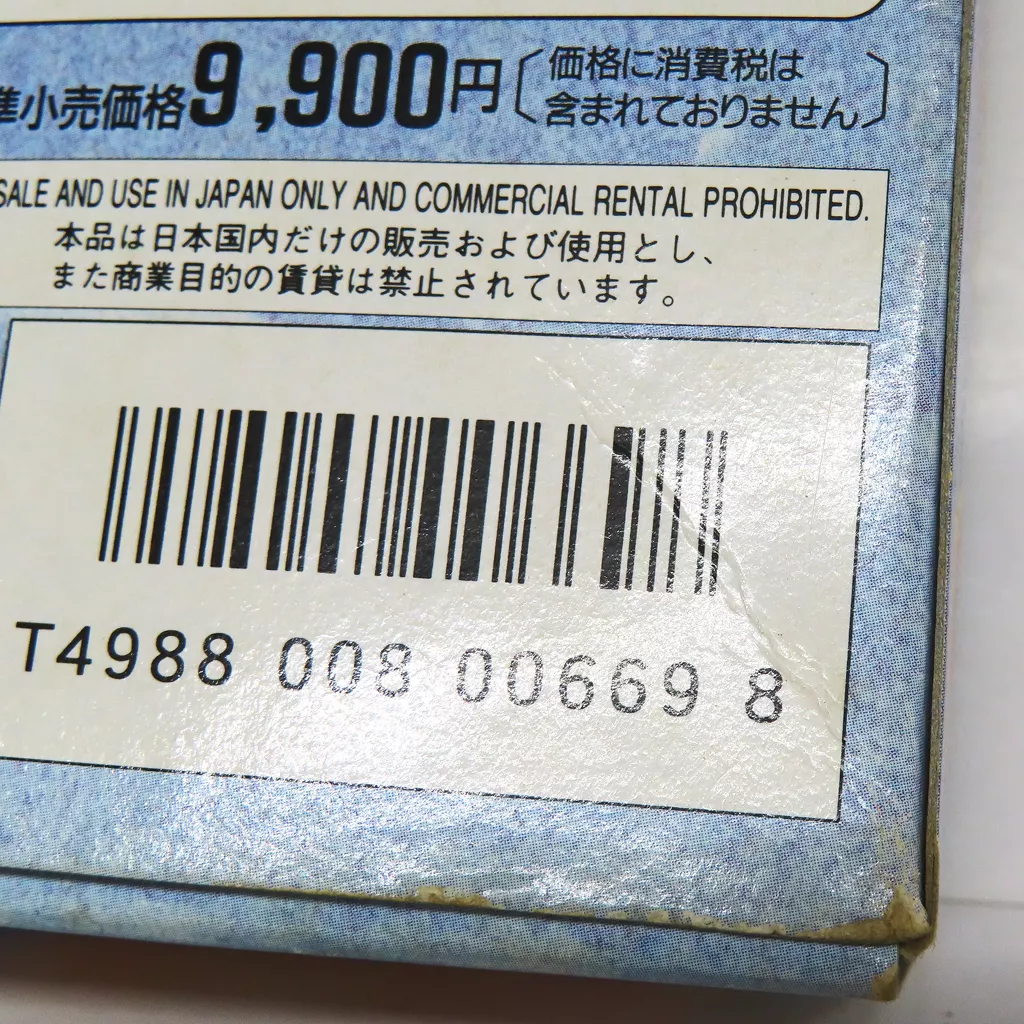 準小売価格9,900円(価格に消費税は
含まれておりません)
SALE AND USE IN JAPAN ONLY AND COMMERCIAL RENTAL PROHIBITED.
本品は日本国内だけの販売および使用とし、
また商業目的の賃貸は禁止されています。
T4988 008 00669 8